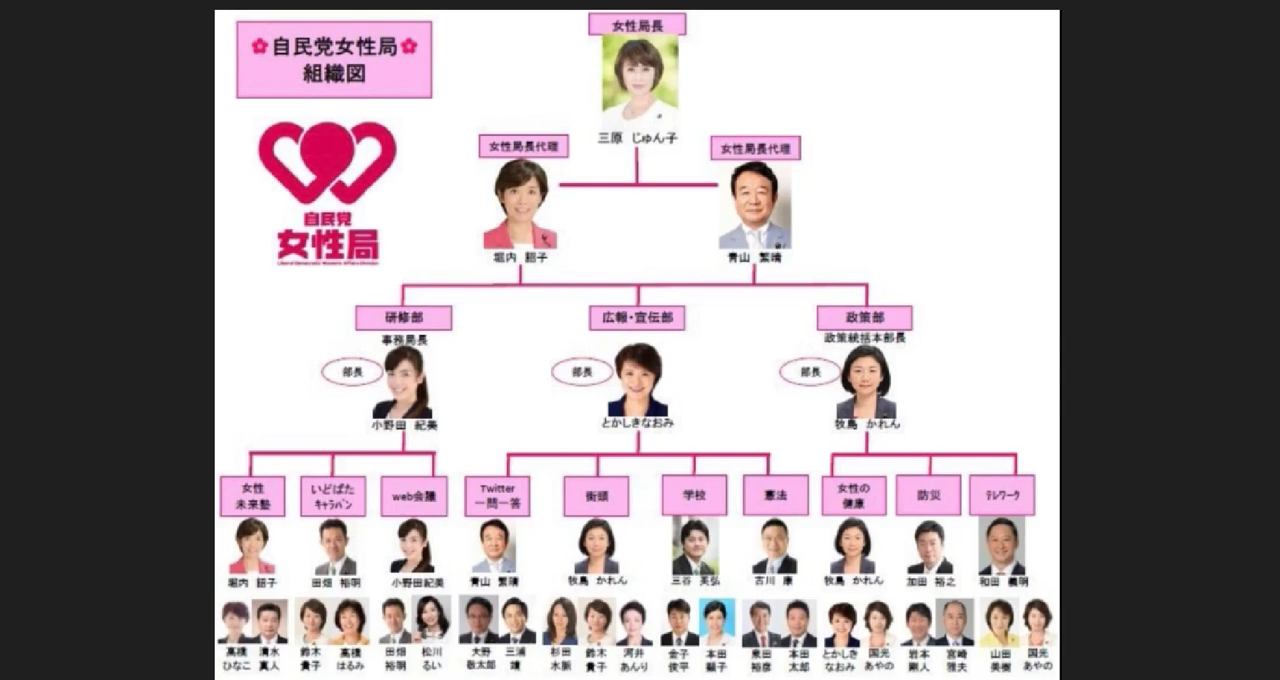 ✿自民党女性局✿
組織図
自民党
女性局
女性局長
三原 じゅん子
女性局長代理
堀内 詔子
女性局長代理
青山 繁晴
研修部
事務局長
部長
小野田 紀美
広報・宣伝部
部長
とかしきなおみ
政策部
政策統括本部長
部長
牧島 かれん
女性
未来塾
堀内 詔子
いどばた
キャラバン
田畑 裕明
web会議
小野田紀美
Twitter
一問一答
青山 繁晴
街頭
牧島 かれん
学校
三谷 英弘
憲法
古川 康
女性の
健康
牧島 かれん
防災
加田 裕之
テレワーク
和田 義明
高橋
ひなこ
清水
真人
鈴木
貴子
高橋
はるみ
田畑
裕明
松川
るい
大野
敬太郎
三浦
靖
杉田
水脈
鈴木
貴子
河井
あんり
金子
俊平
本田
顕子
泉田
裕彦
本田
太郎
とかしき
なおみ
国光
あやの
岩本
剛人
宮崎
雅夫
山田
美樹
国光
あやの